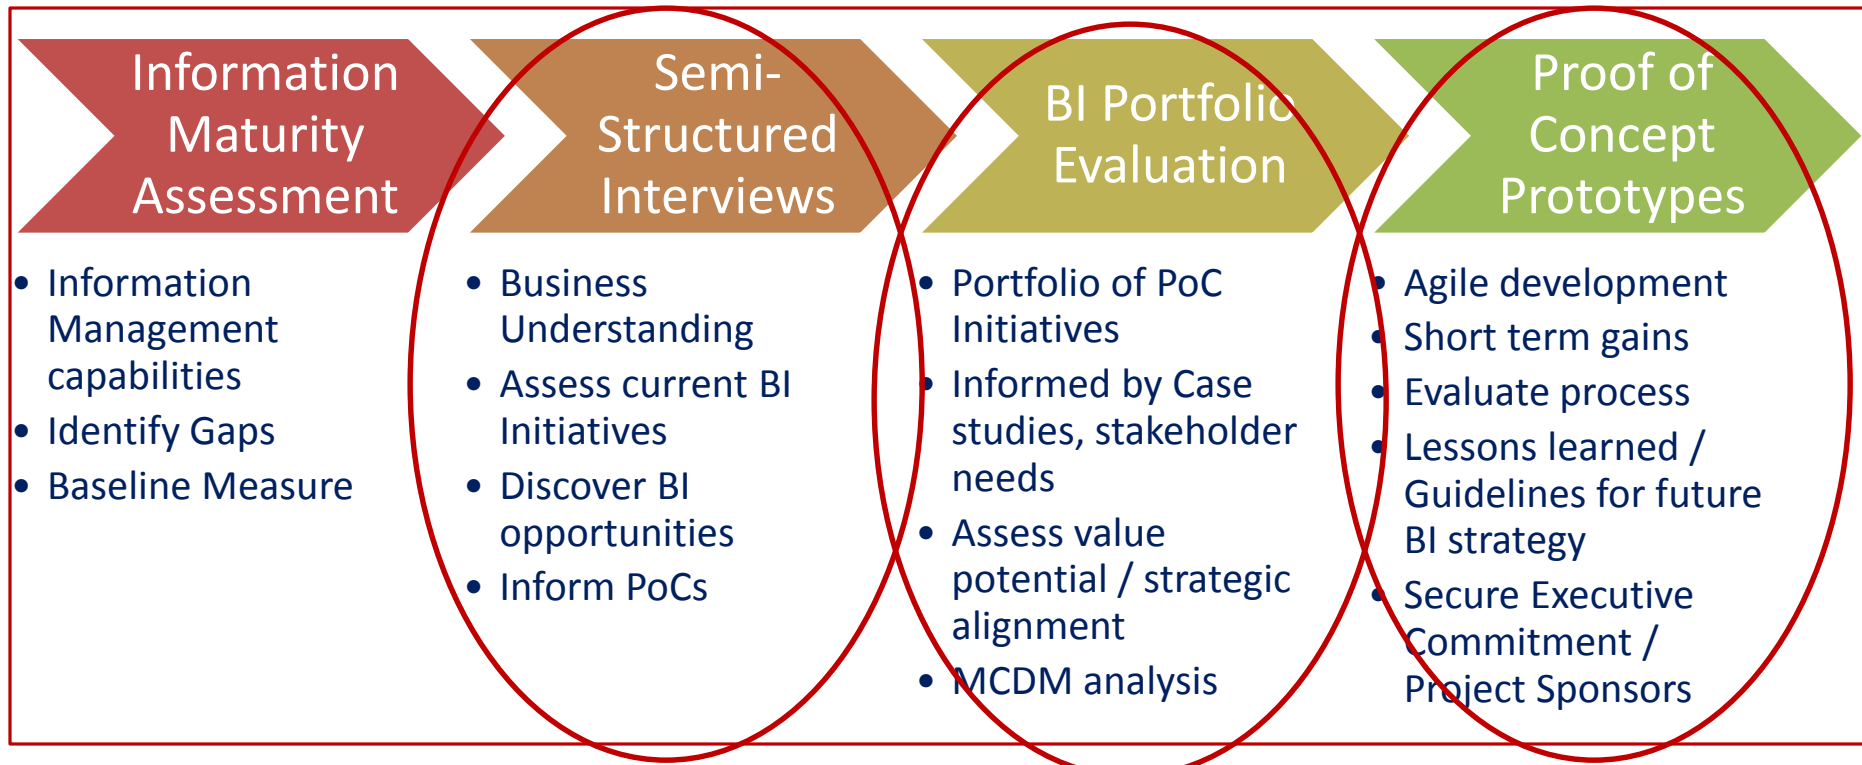 Information
Maturity
Assessment
• Information
Management
capabilities
• Identify Gaps
• Baseline Measure
Semi-
Structured
Interviews
• Business
Understanding
• Assess current BI
Initiatives
• Discover BI
opportunities
• Inform PoCs
BI Portfolio
Evaluation
• Portfolio of PoC
Initiatives
• Informed by Case
studies, stakeholder
needs
• Assess value
potential / strategic
alignment
• MCDM analysis
Proof of
Concept
Prototypes
• Agile development
• Short term gains
• Evaluate process
• Lessons learned /
Guidelines for future
BI strategy
• Secure Executive
Commitment /
Project Sponsors